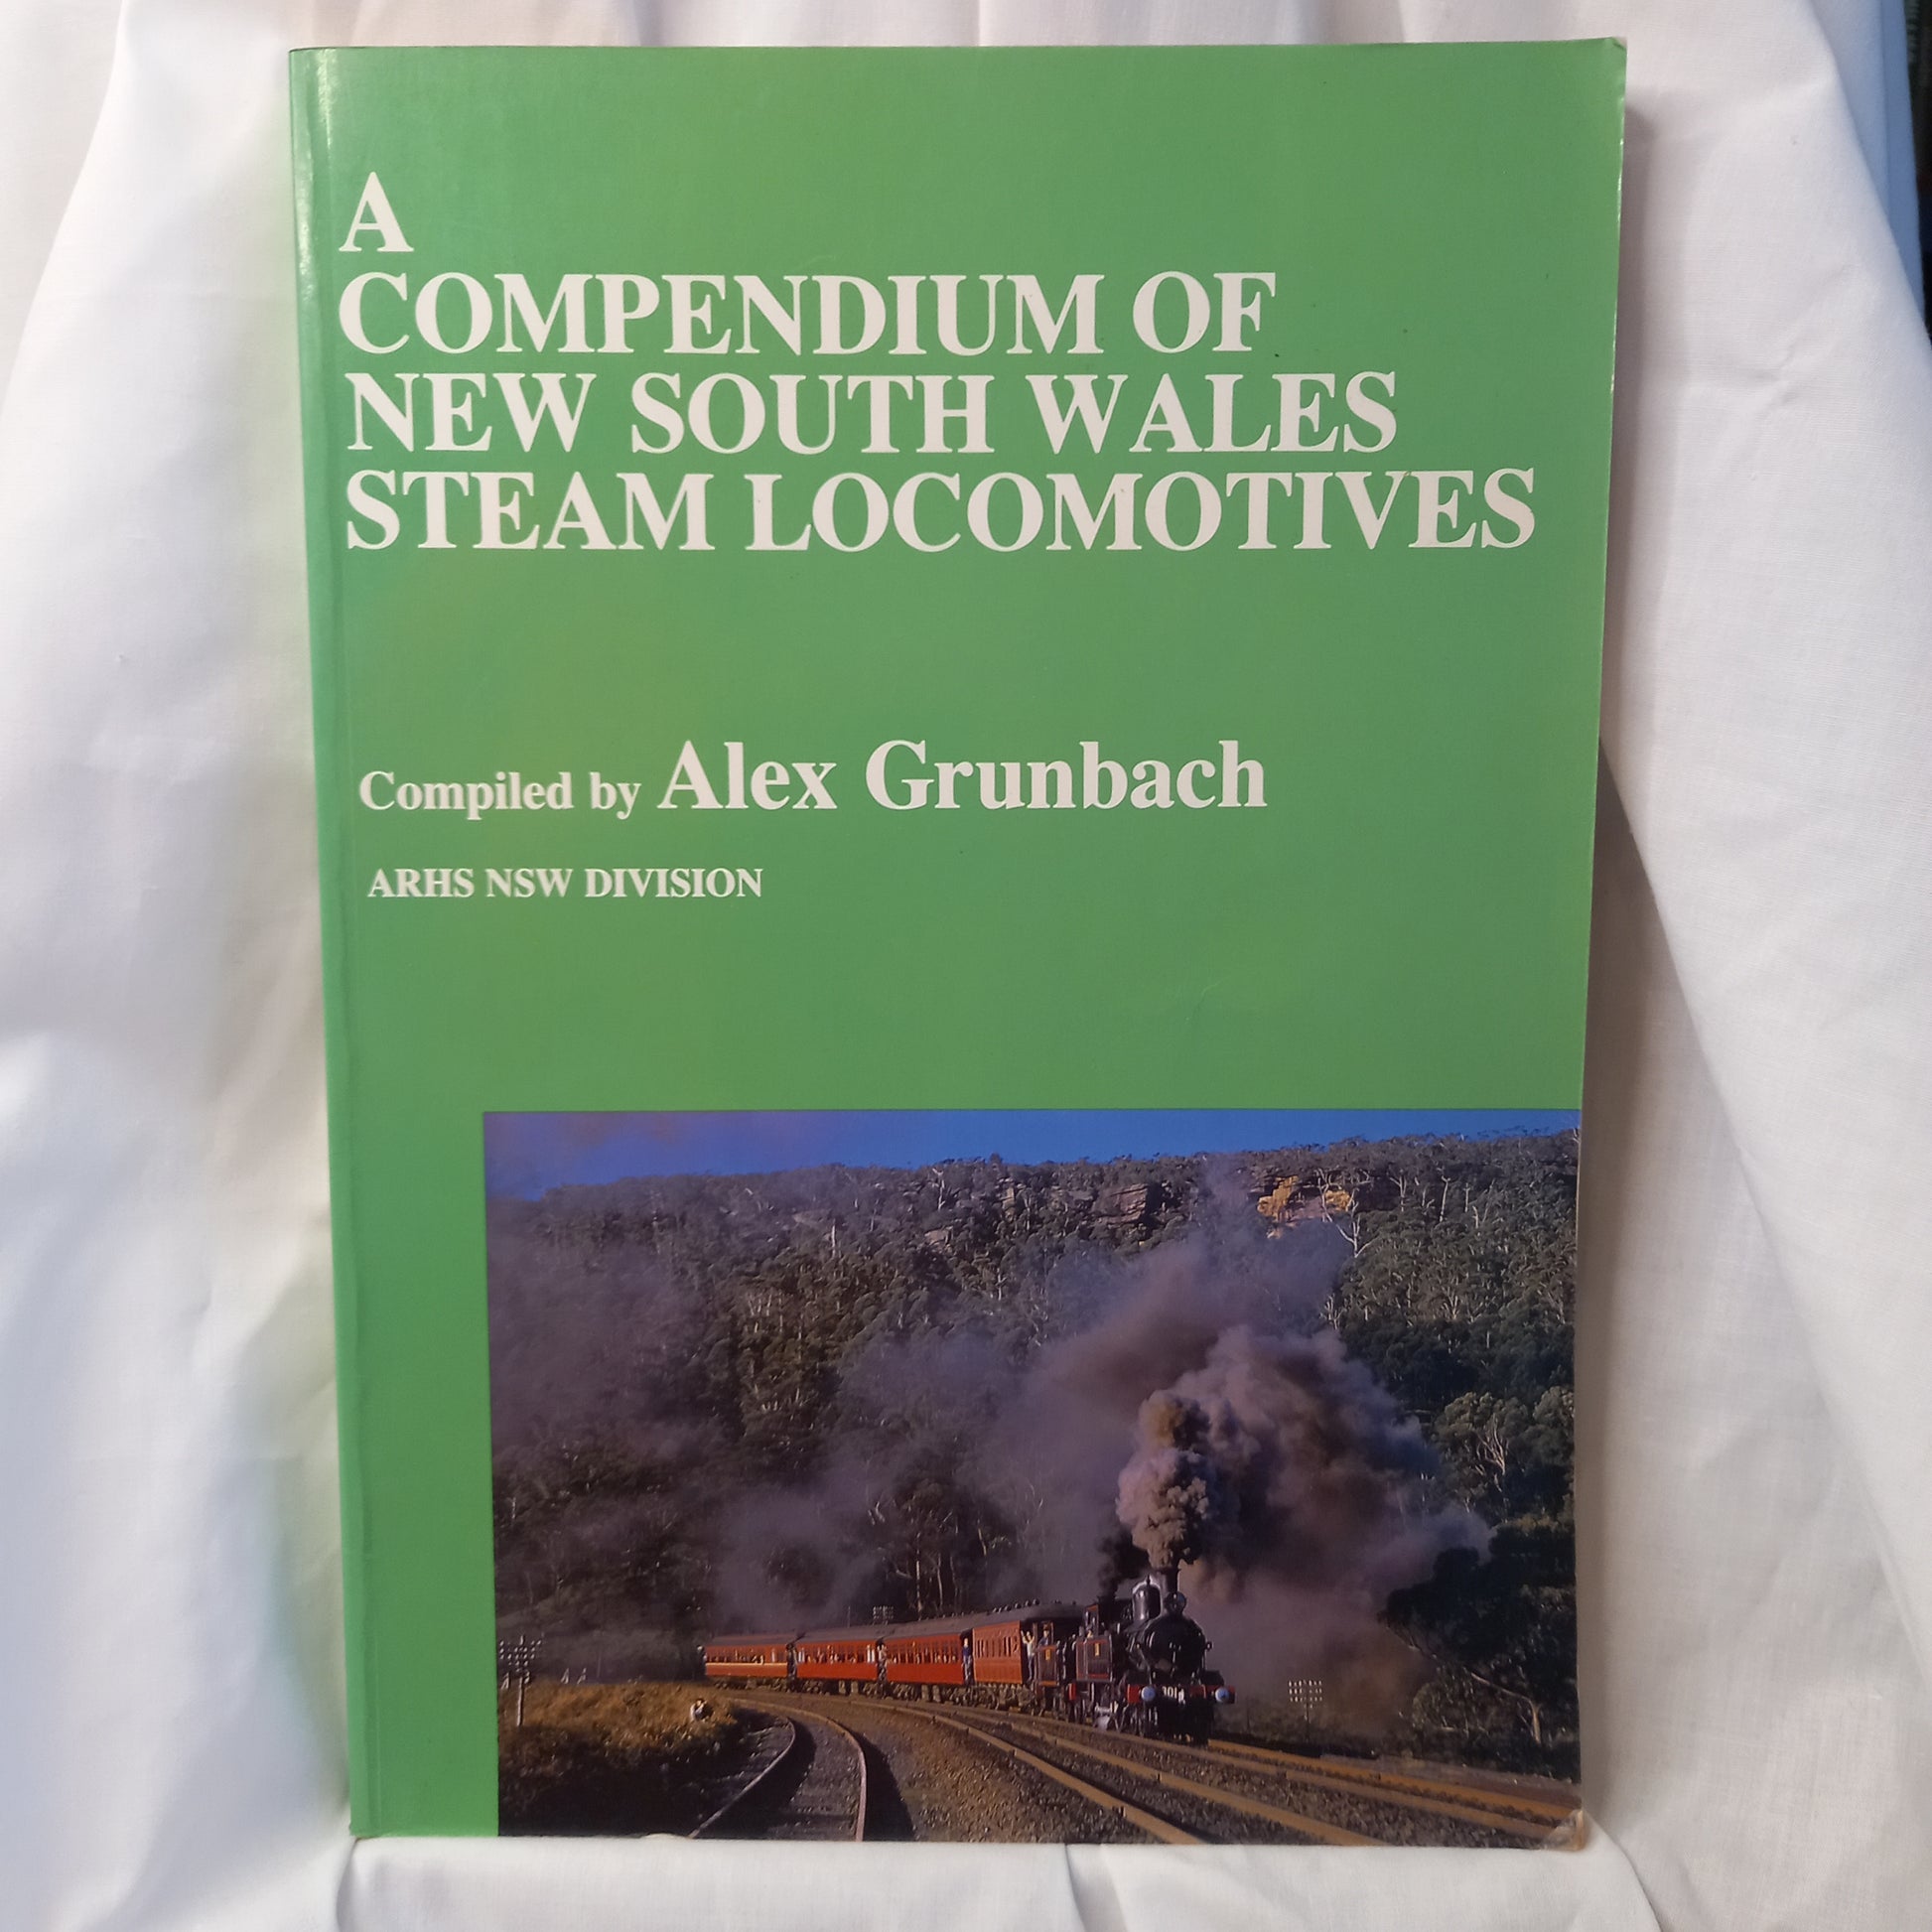 A
COMPENDIUM OF
NEW SOUTH WALES
STEAM LOCOMOTIVES
Compiled by Alex Grunbach
ARHS NSW DIVISION